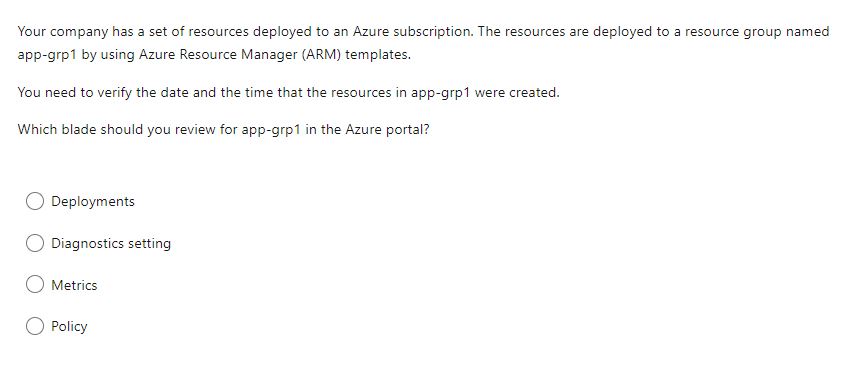 Your company has a set of resources deployed to an Azure subscription. The resources are deployed to a resource group named
app-grp1 by using Azure Resource Manager (ARM) templates.
You need to verify the date and the time that the resources in app-grp1 were created.
Which blade should you review for app-grp1 in the Azure portal?
Deployments
Diagnostics setting
Metrics
Policy